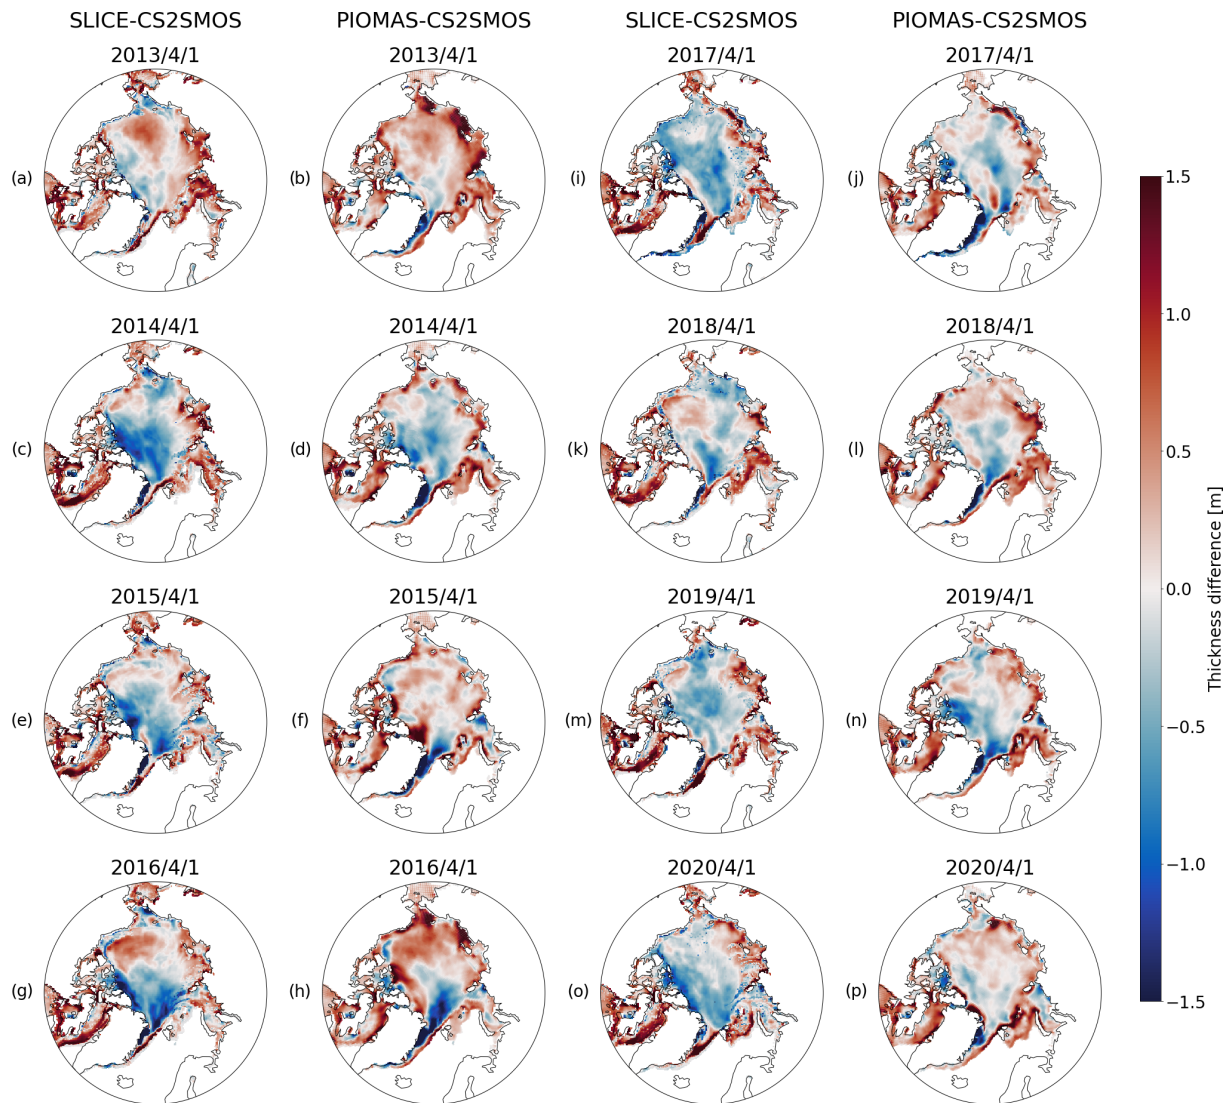 SLICE-CS2SMOS PIOMAS-CS2SMOS SLICE-CS2SMOS PIOMAS-CS2SMOS
2013/4/1 2013/4/1 2017/4/1 2017/4/1
(a) (b) (i) (j)
2014/4/1 2014/4/1 2018/4/1 2018/4/1
(c) (d) (k) (l)
2015/4/1 2015/4/1 2019/4/1 2019/4/1
(e) (f) (m) (n)
2016/4/1 2016/4/1 2020/4/1 2020/4/1
(g) (h) (o) (p)
1.5
1.0
0.5
0.0
−0.5
−1.0
−1.5
Thickness difference [m]